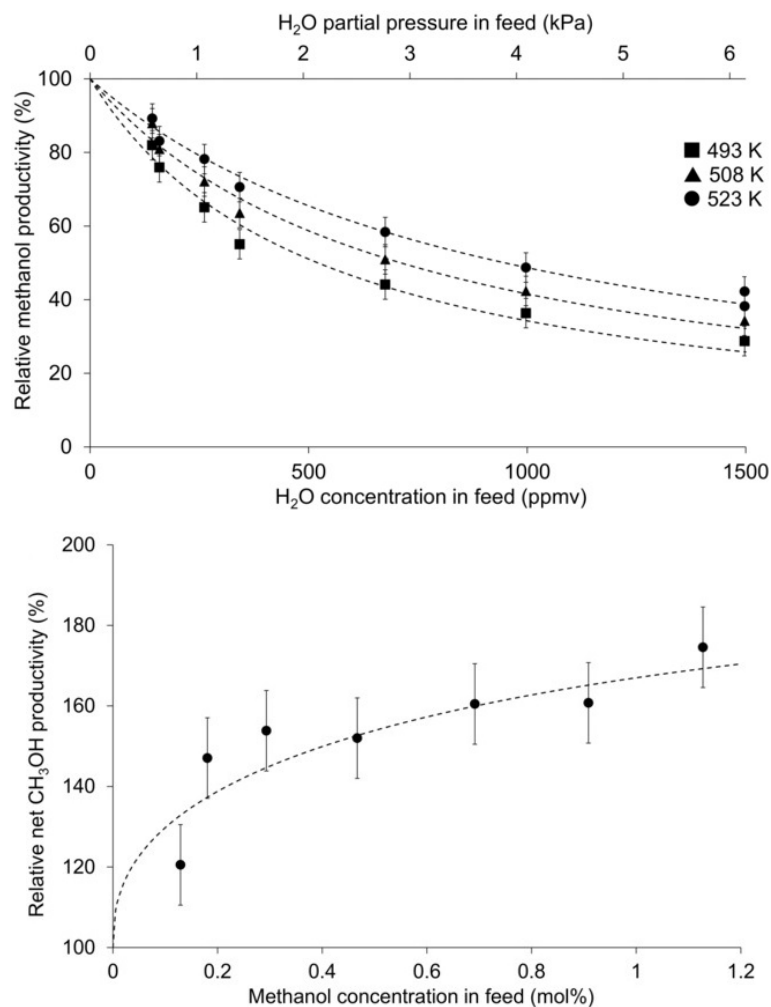 H₂O partial pressure in feed (kPa)
0 1 2 3 4 5 6
Relative methanol productivity (%)
100
80
60
40
20
0
493 K
508 K
523 K
0 500 1000 1500
H₂O concentration in feed (ppmv)
Relative net CH₃OH productivity (%)
200
180
160
140
120
100
0 0.2 0.4 0.6 0.8 1 1.2
Methanol concentration in feed (mol%)